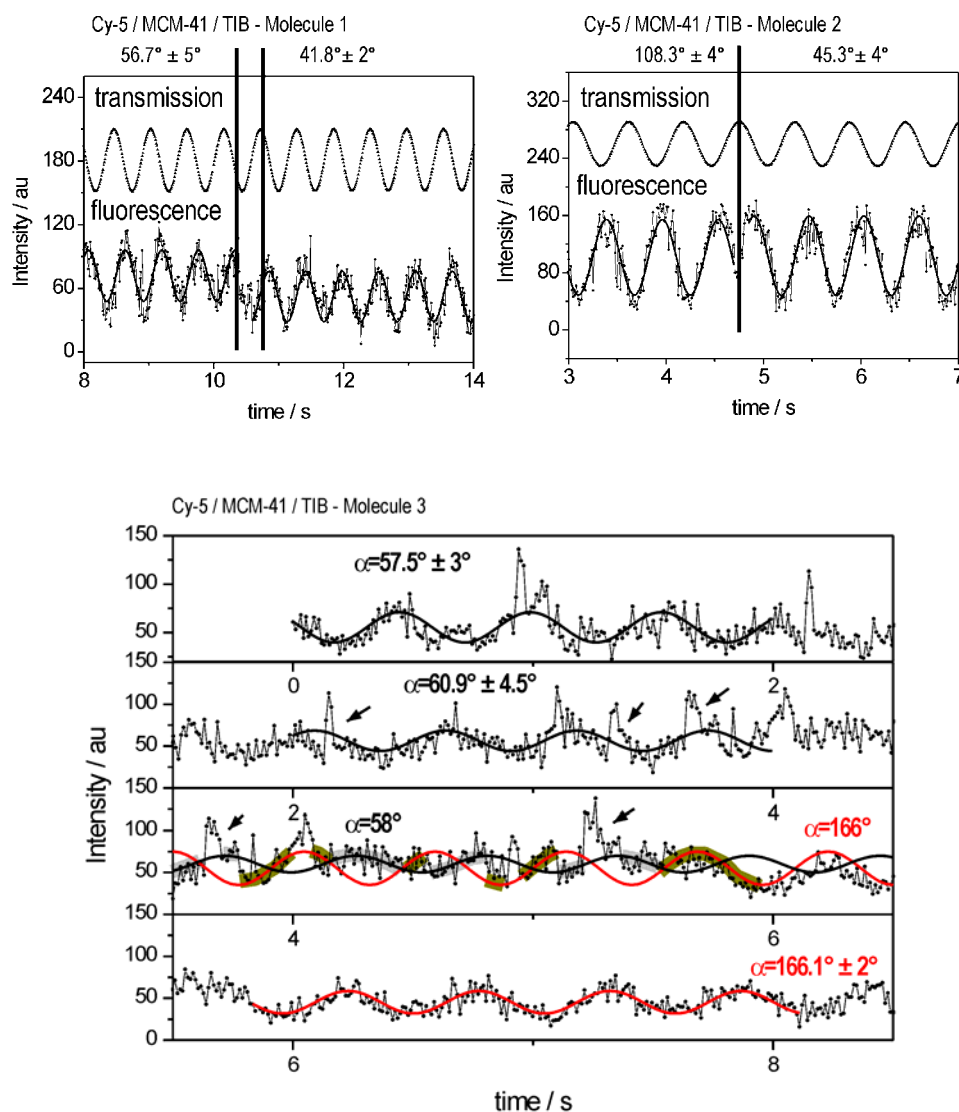 Cy-5 / MCM-41 / TIB - Molecule 1
56.7° ± 5° 41.8° ± 2°
240
180
120
60
0
transmission
fluorescence
Intensity / au
8 10 12 14
time / s
Cy-5 / MCM-41 / TIB - Molecule 2
108.3° ± 4° 45.3° ± 4°
360
300
240
180
120
60
0
transmission
fluorescence
Intensity / au
3 4 5 6 7
time / s
Cy-5 / MCM-41 / TIB - Molecule 3
150
100
50
α=57.5° ± 3°
0 2
150
100
50
α=60.9° ± 4.5°
2 4
150
100
50
α=58° α=166°
4 6
150
100
50
0
α=166.1° ± 2°
6 8
Intensity / au
time / s